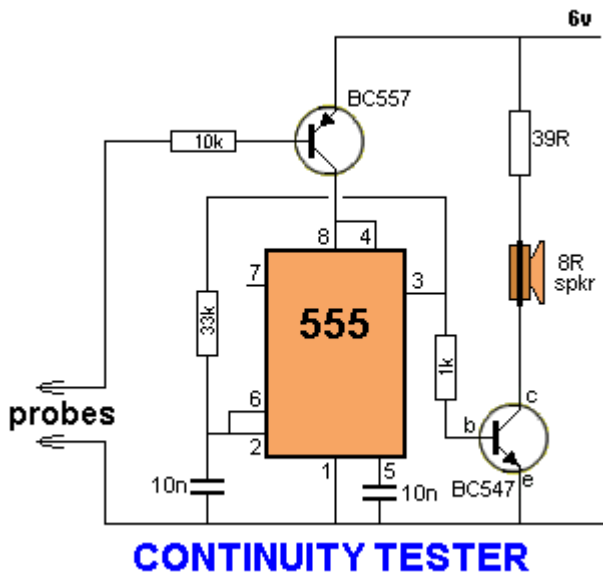 6v
BC557
10k
39R
8
4
7
3
8R
spkr
555
33k
1k
probes
6
2
c
b
1
5
10n
10n
BC547
e
CONTINUITY TESTER